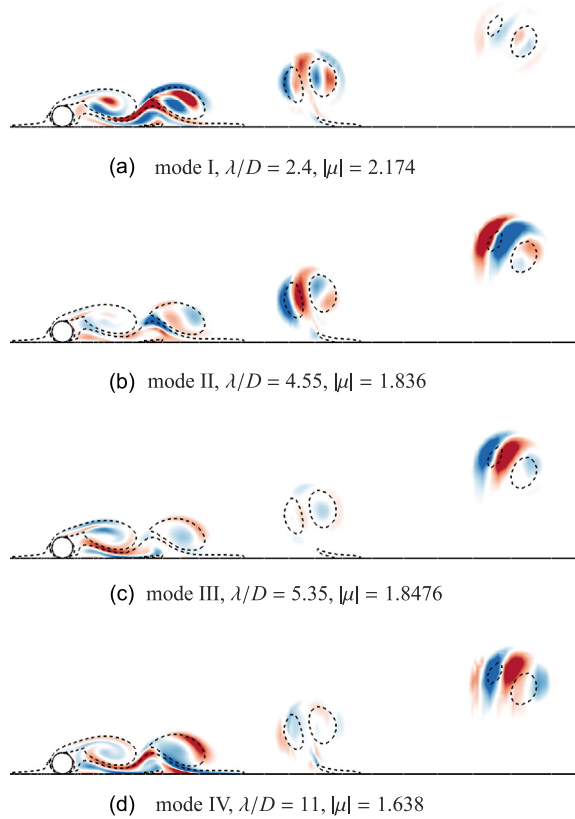 (a) mode I, λ/D = 2.4, |μ| = 2.174
(b) mode II, λ/D = 4.55, |μ| = 1.836
(c) mode III, λ/D = 5.35, |μ| = 1.8476
(d) mode IV, λ/D = 11, |μ| = 1.638